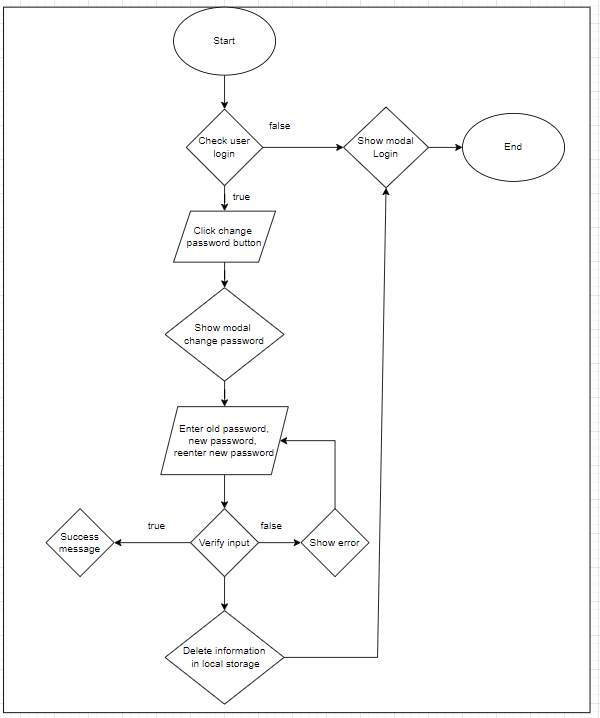 Start
false
Check user
login
Show modal
Login
End
true
Click change
password button
Show modal
change password
Enter old password,
new password,
reenter new password
true
false
Success
message
Verify input
Show error
Delete information
in local storage